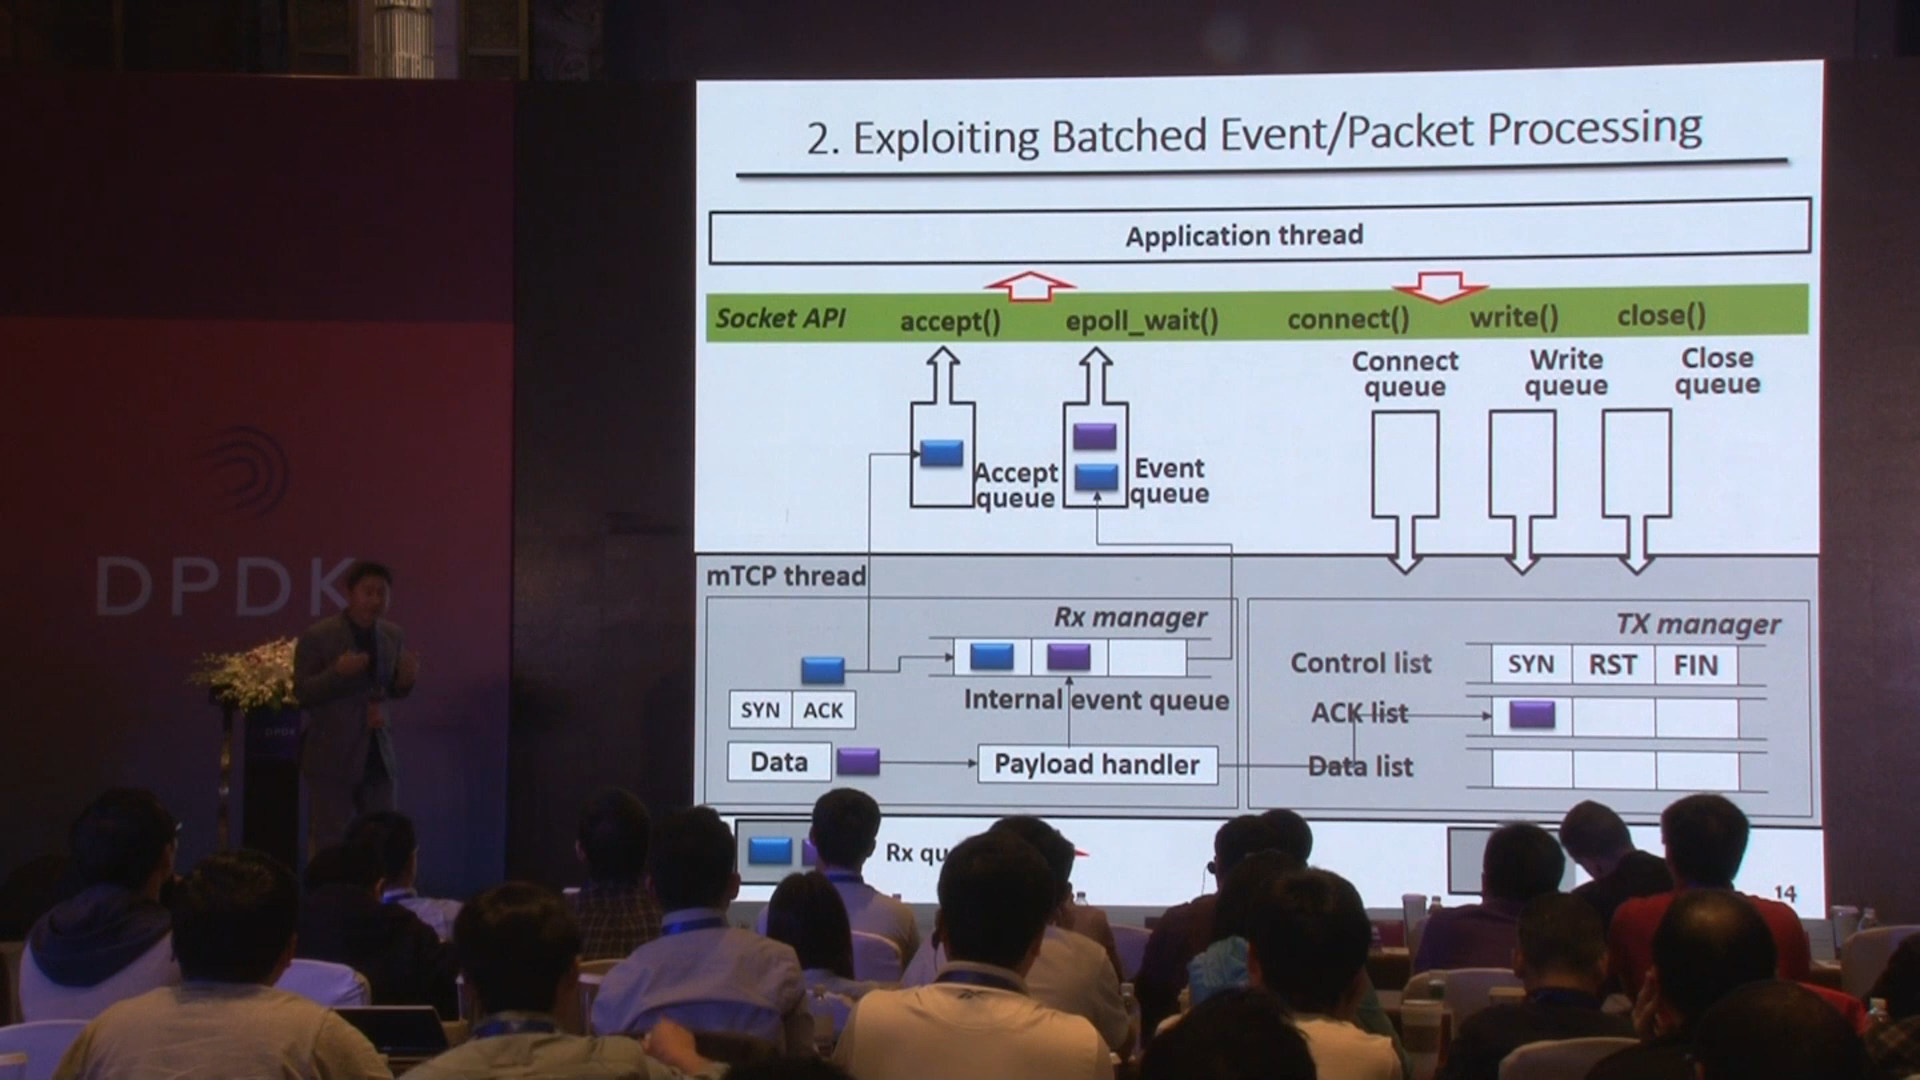 2. Exploiting Batched Event/Packet Processing
Application thread
Socket API accept() epoll_wait() connect() write() close()
Connect queue
Write queue
Close queue
Accept queue
Event queue
mTCP thread
Rx manager
TX manager
Control list SYN RST FIN
SYN ACK
Internal event queue
ACK list
Data
Payload handler
Data list
Rx
14
DPDK
DPDK